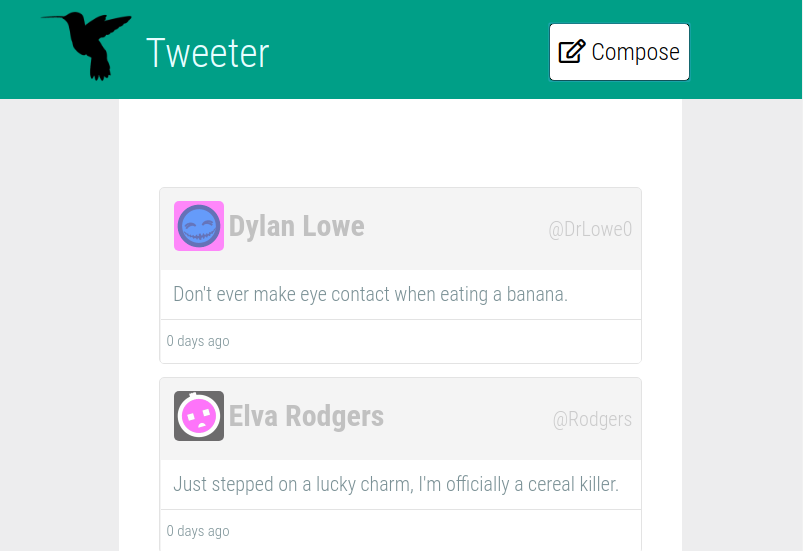 Tweeter
Compose
Dylan Lowe
@DrLowe0
Don't ever make eye contact when eating a banana.
0 days ago
Elva Rodgers
@Rodgers
Just stepped on a lucky charm, I'm officially a cereal killer.
0 days ago